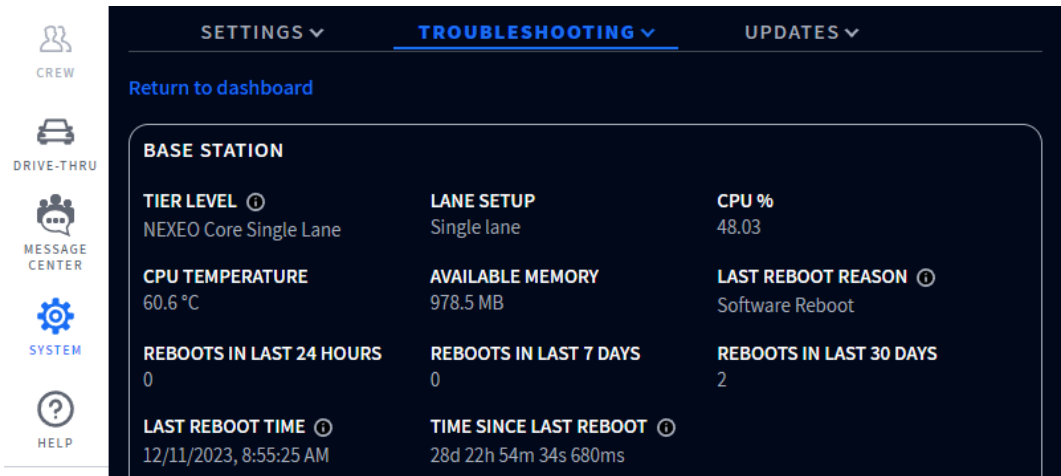 SETTINGS
TROUBLESHOOTING
UPDATES
CREW
DRIVE-THRU
MESSAGE
CENTER
SYSTEM
HELP
Return to dashboard
BASE STATION
TIER LEVEL
NEXEO Core Single Lane
LANE SETUP
Single lane
CPU %
48.03
CPU TEMPERATURE
60.6 °C
AVAILABLE MEMORY
978.5 MB
LAST REBOOT REASON
Software Reboot
REBOOTS IN LAST 24 HOURS
0
REBOOTS IN LAST 7 DAYS
0
REBOOTS IN LAST 30 DAYS
2
LAST REBOOT TIME
12/11/2023, 8:55:25 AM
TIME SINCE LAST REBOOT
28d 22h 54m 34s 680ms